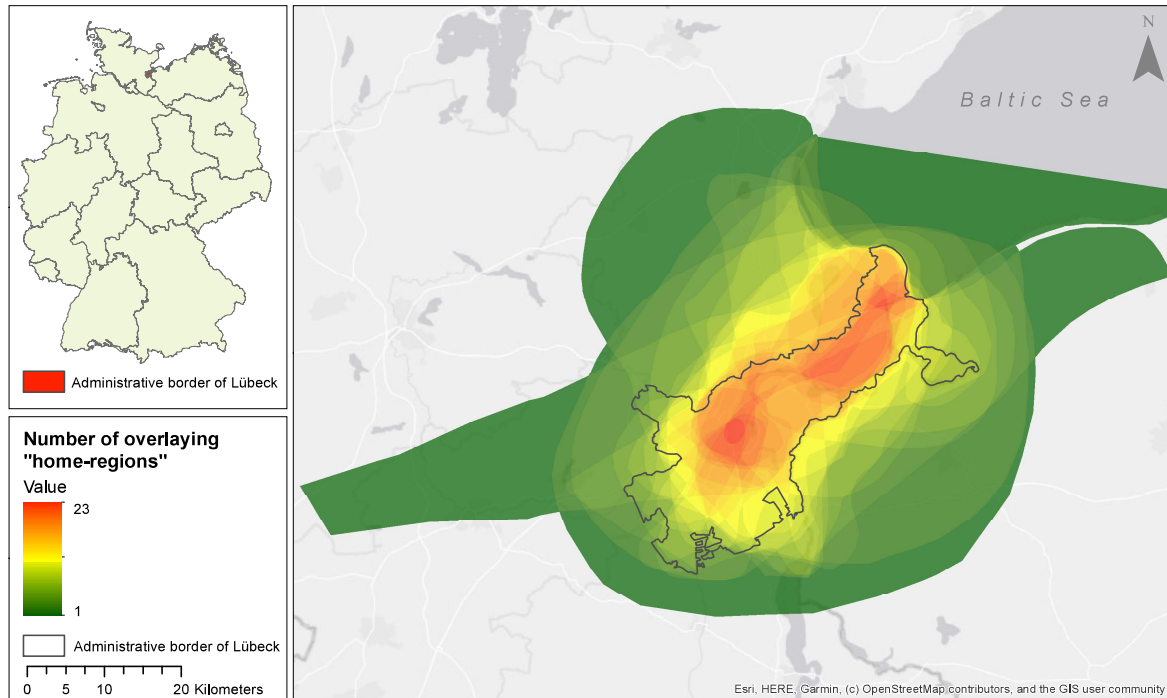 Administrative border of Lübeck
Number of overlaying
"home-regions"
Value
23
1
Administrative border of Lübeck
0 5 10 20 Kilometers
N
Baltic Sea
Esri, HERE, Garmin, (c) OpenStreetMap contributors, and the GIS user community